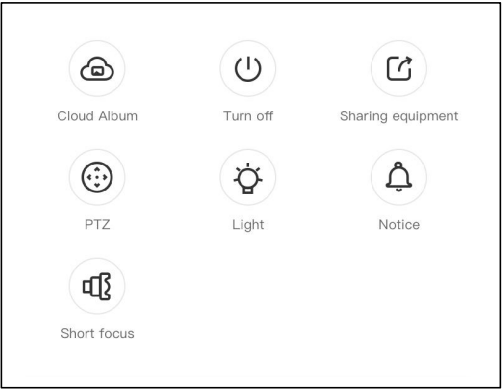 Cloud Album
Turn off
Sharing equipment
PTZ
Light
Notice
Short focus